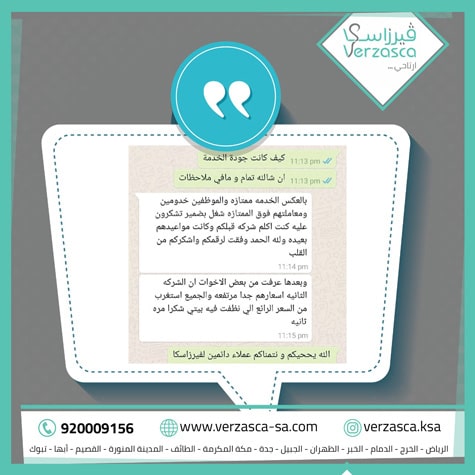 ڤيرزاسكا
Verzasca
ارتاحي...
كيف كانت جودة الخدمة
11:13 pm
ان شالله تمام و مافي ملاحظات
11:13 pm
بالعكس الخدمه ممتازه والموظفين خدومين
ومعاملتهم فوق الممتازه شغل بضمير تشكرون
عليه كنت اكلم شركه قبلكم وكانت مواعيدهم
بعيده ولله الحمد وفقت لرقمكم واشكركم من
القلب
11:14 pm
وبعدها عرفت من بعض الاخوات ان الشركه
الثانيه اسعارهم جدا مرتفعه والجميع استغرب
من السعر الرائع الي نظفت فيه بيتي شكرا مره
ثانيه
11:15 pm
الله يحييكم و نتمناكم عملاء دائمين لفيرزاسكا
920009156
www.verzasca-sa.com
verzasca.ksa
الرياض - الخرج - الدمام - الخبر - الظهران - الجبيل - جدة - مكة المكرمة - الطائف - المدينة المنورة - القصيم - أبها - تبوك